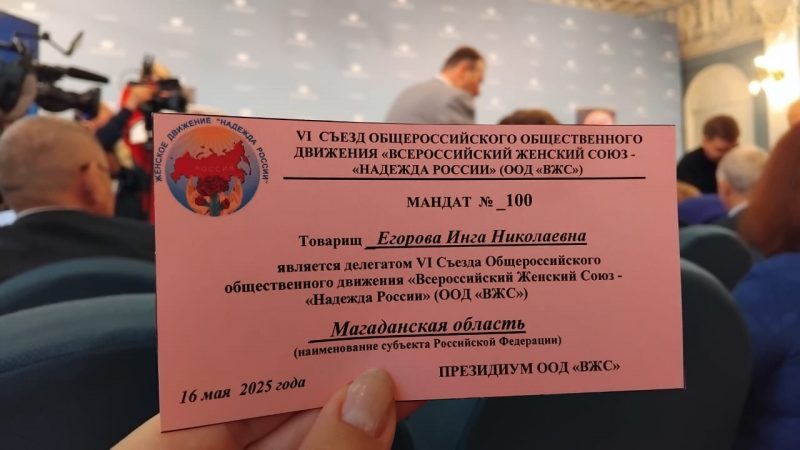 ЖЕНСКОЕ ДВИЖЕНИЕ "НАДЕЖДА РОССИИ"
РОССИЯ
VI СЪЕЗД ОБЩЕРОССИЙСКОГО ОБЩЕСТВЕННОГО
ДВИЖЕНИЯ «ВСЕРОССИЙСКИЙ ЖЕНСКИЙ СОЮЗ -
«НАДЕЖДА РОССИИ» (ООД «ВЖС»)
МАНДАТ № _100
Товарищ Егорова Инга Николаевна
является делегатом VI Съезда Общероссийского
общественного движения «Всероссийский Женский Союз -
«Надежда России» (ООД «ВЖС»)
Магаданская область
(наименование субъекта Российской Федерации)
16 мая 2025 года
ПРЕЗИДИУМ ООД «ВЖС»